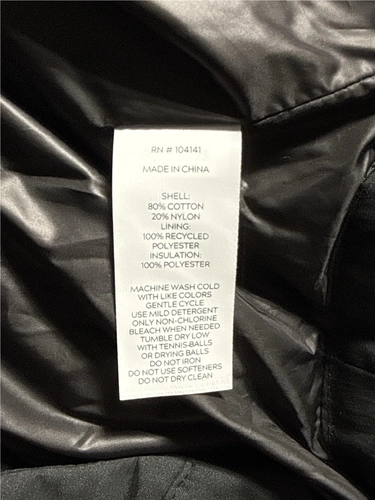 RN # 104141
MADE IN CHINA
SHELL:
80% COTTON
20% NYLON
LINING:
100% RECYCLED
POLYESTER
INSULATION:
100% POLYESTER
MACHINE WASH COLD
WITH LIKE COLORS
GENTLE CYCLE
USE MILD DETERGENT
ONLY NON-CHLORINE
BLEACH WHEN NEEDED
TUMBLE DRY LOW
WITH TENNIS-BALLS
OR DRYING BALLS
DO NOT IRON
DO NOT USE SOFTENERS
DO NOT DRY CLEAN